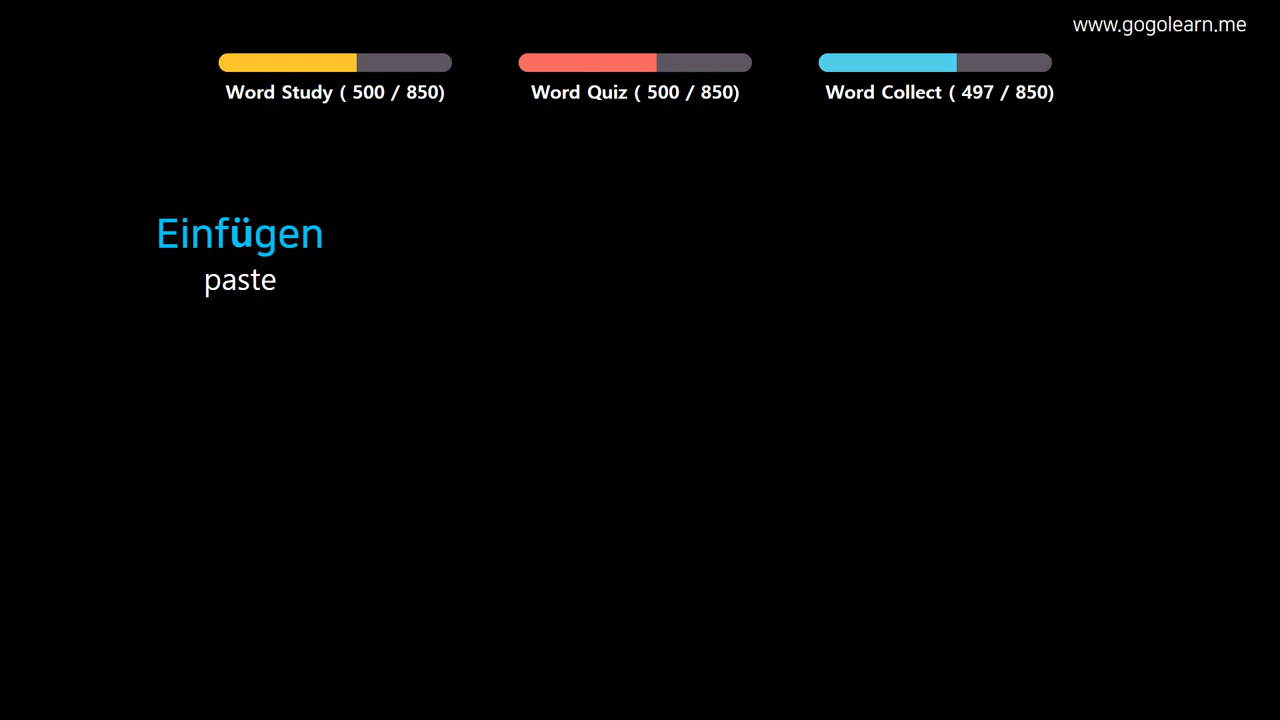 www.gogolearn.me
Word Study ( 500 / 850)
Word Quiz ( 500 / 850)
Word Collect ( 497 / 850)
Einfügen
paste